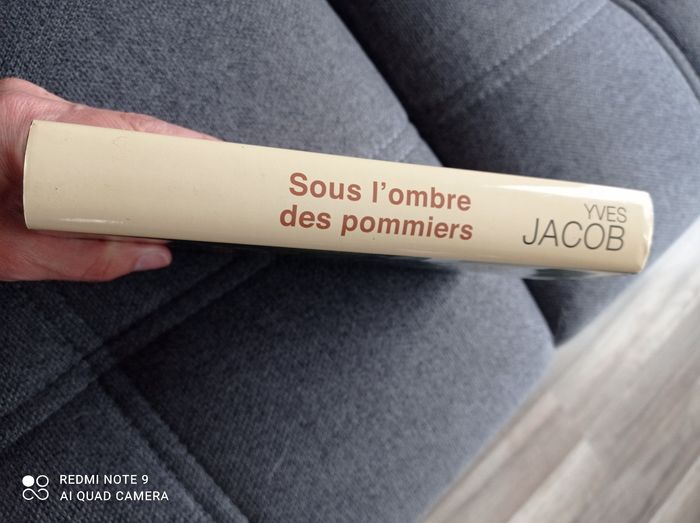 Sous l'ombre
des pommiers
YVES
JACOB
REDMI NOTE 9
AI QUAD CAMERA